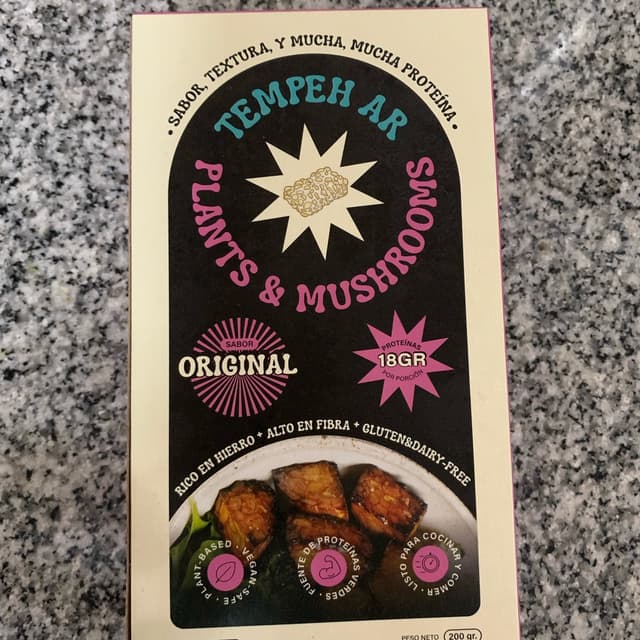 • SABOR, TEXTURA, Y MUCHA, MUCHA PROTEÍNA •
TEMPEH AR
PLANTS & MUSHROOMS
SABOR
ORIGINAL
PROTEÍNAS
18GR
POR PORCIÓN
RICO EN HIERRO + ALTO EN FIBRA + GLUTEN&DAIRY-FREE
PLANT-BASED • VEGAN SAFE •
FUENTE DE PROTEÍNAS VERDES
LISTO PARA COCINAR Y COMER •
PESO NETO 200 gr.